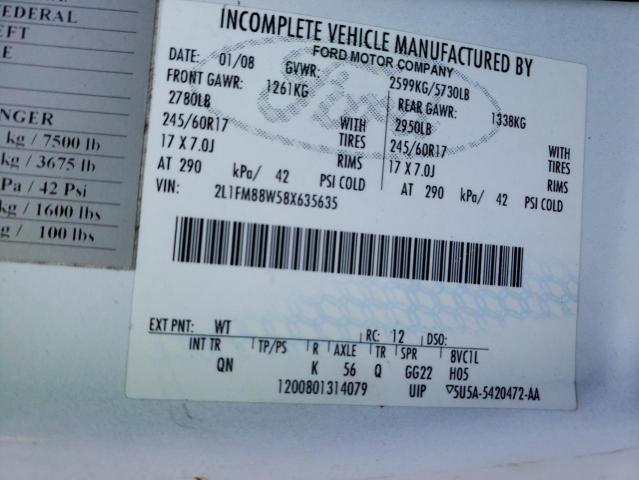 FEDERAL
EFT
E
NGER
kg / 7500 lb
kg / 3675 lb
Pa / 42 Psi
kg / 1600 lbs
g / 100 lbs
INCOMPLETE VEHICLE MANUFACTURED BY
FORD MOTOR COMPANY
DATE: 01/08 GVWR: 2599KG/5730LB
FRONT GAWR: 1261KG REAR GAWR: 1338KG
2780LB 2950LB
245/60R17 WITH TIRES 245/60R17 WITH TIRES
17 X 7.0J RIMS 17 X 7.0J RIMS
AT 290 kPa/ 42 PSI COLD AT 290 kPa/ 42 PSI COLD
VIN: 2L1FM88W58X635635
Ford
EXT PNT: WT RC: 12 DSO:
INT TR TP/PS R AXLE TR SPR 8VC1L
QN K 56 Q GG22 H05
1200801314079 UIP ▽5U5A-5420472-AA